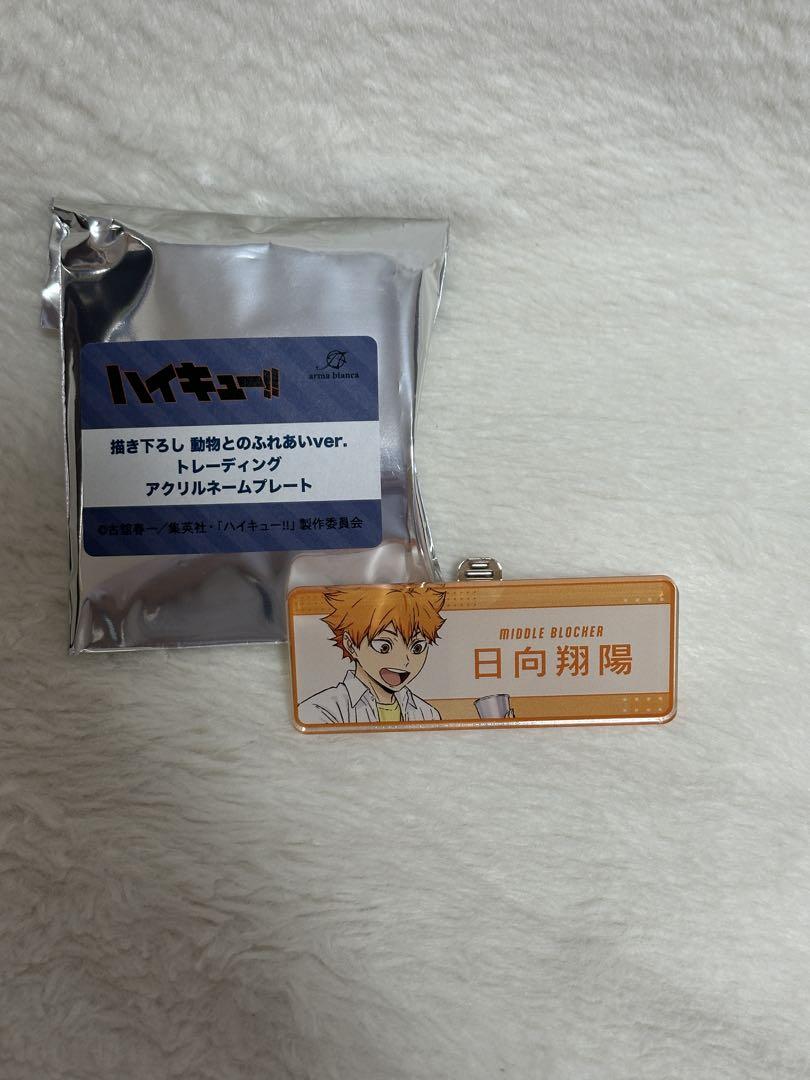 ハイキュー!!
arma bianca
描き下ろし 動物とのふれあいver.
トレーディング
アクリルネームプレート
©古舘春一／集英社・「ハイキュー!!」製作委員会
MIDDLE BLOCKER
日向翔陽